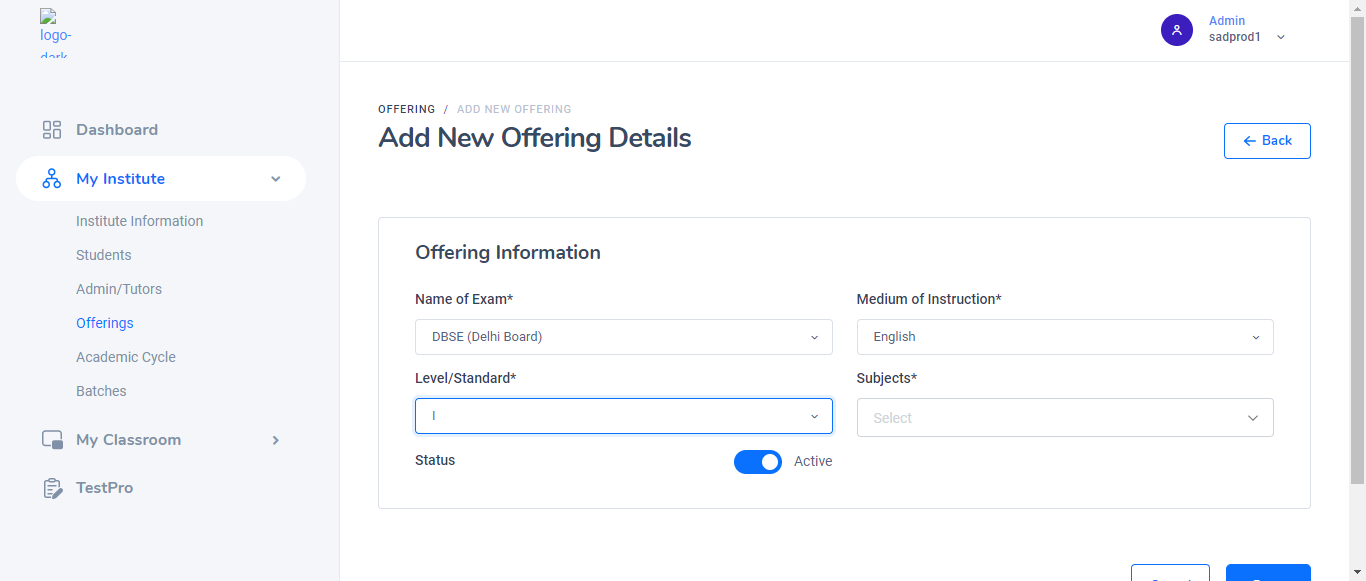 logo-
dark
Admin
sadprod1
Dashboard
My Institute
Institute Information
Students
Admin/Tutors
Offerings
Academic Cycle
Batches
My Classroom
TestPro
OFFERING / ADD NEW OFFERING
Add New Offering Details
← Back
Offering Information
Name of Exam*
Medium of Instruction*
DBSE (Delhi Board)
English
Level/Standard*
Subjects*
I
Select
Status
Active